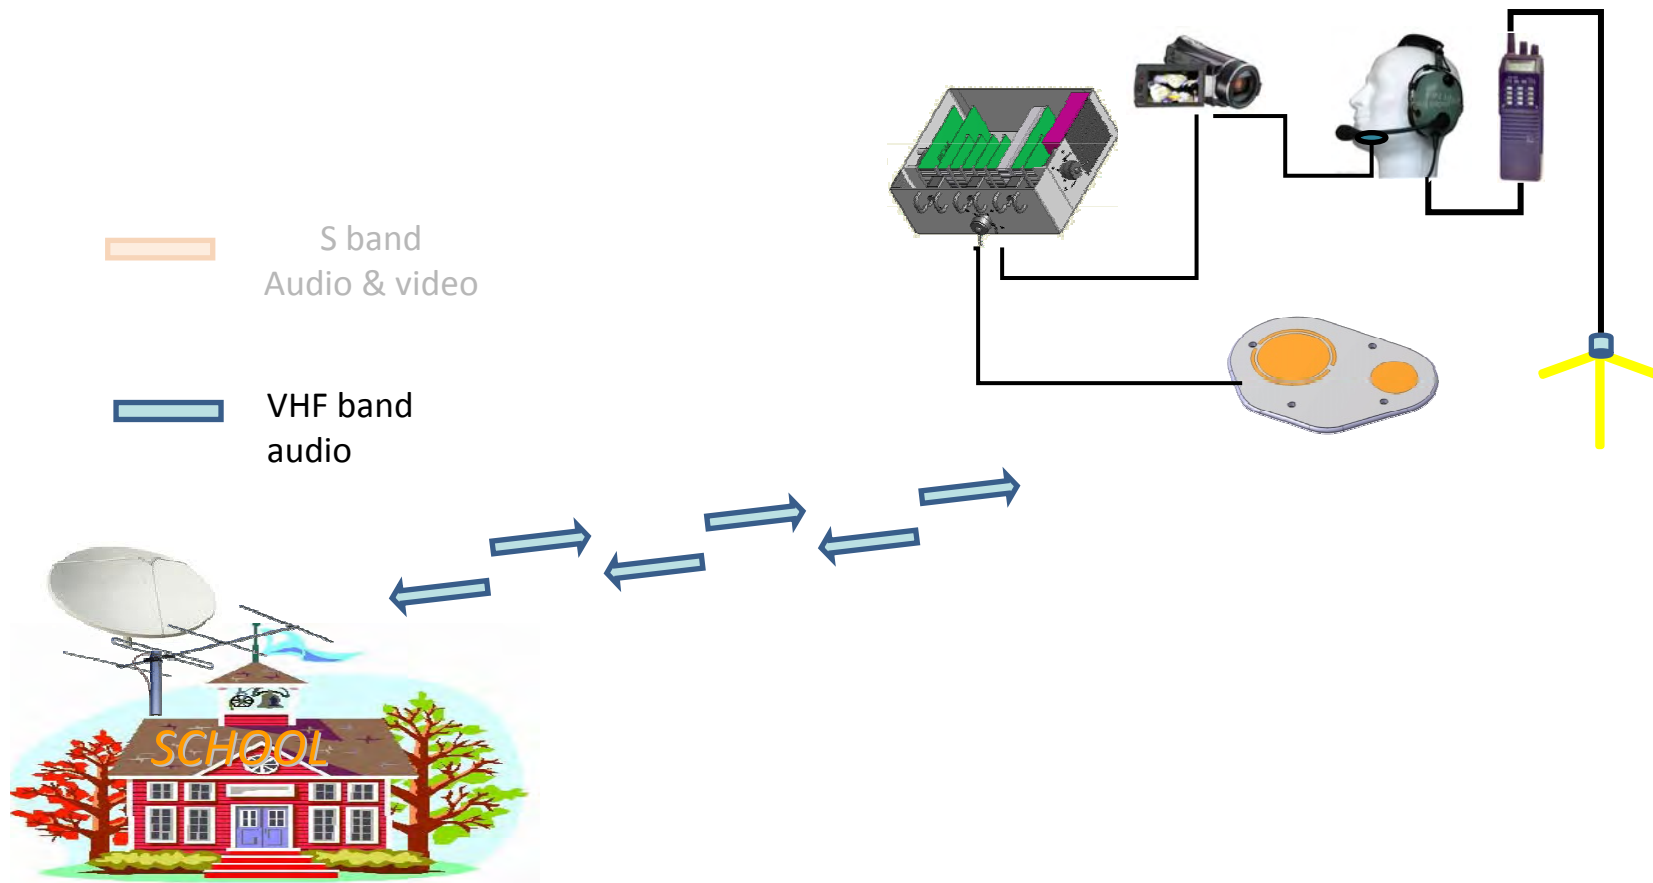 S band
Audio & video
VHF band
audio
SCHOOL